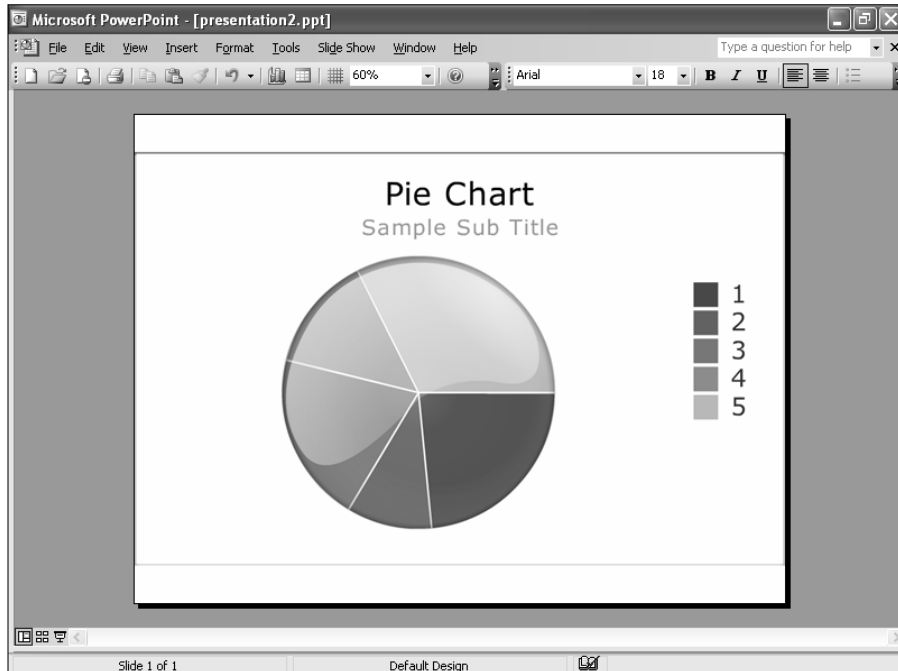 Microsoft PowerPoint - [presentation2.ppt]
File Edit View Insert Format Tools Slide Show Window Help Type a question for help
60% Arial 18 B I U
Pie Chart
Sample Sub Title
1
2
3
4
5
Slide 1 of 1 Default Design